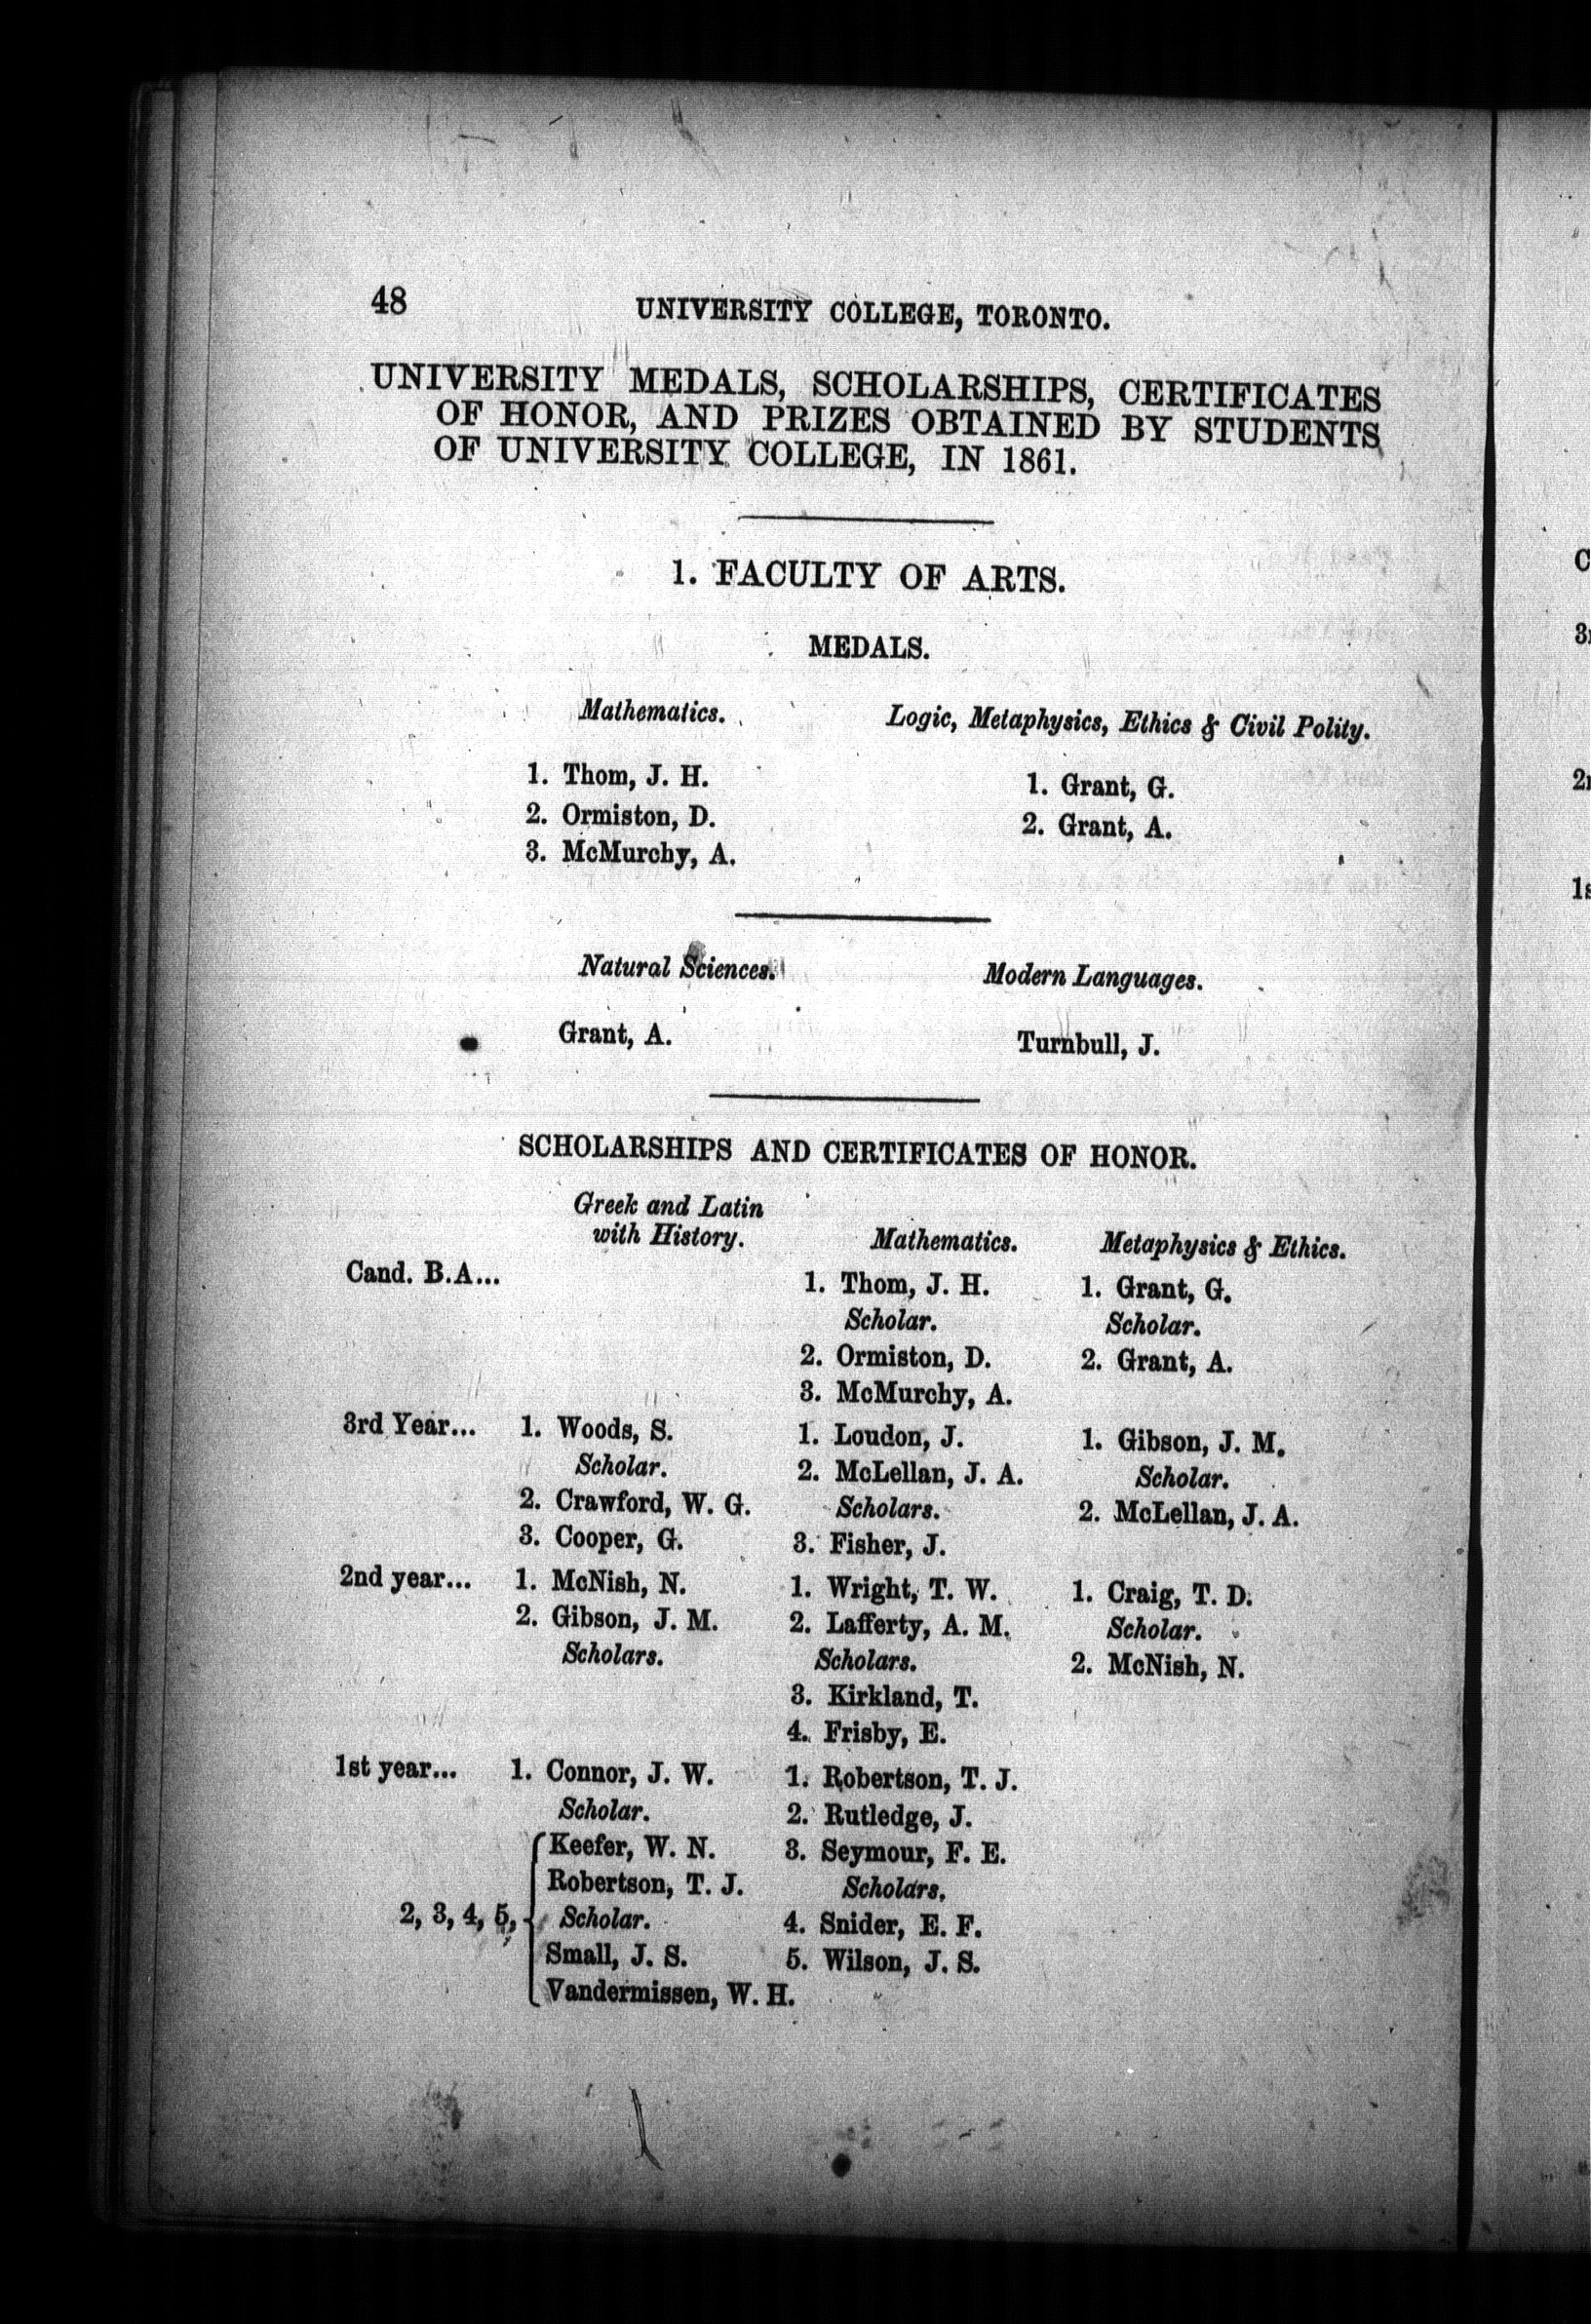 48
UNIVERSITY COLLEGE, TORONTO.
UNIVERSITY MEDALS, SCHOLARSHIPS, CERTIFICATES
OF HONOR, AND PRIZES OBTAINED BY STUDENTS
OF UNIVERSITY COLLEGE, IN 1861.
1. FACULTY OF ARTS.
MEDALS.
Mathematics.
1. Thom, J. H.
2. Ormiston, D.
3. McMurchy, A.
Logic, Metaphysics, Ethics & Civil Polity.
1. Grant, G.
2. Grant, A.
Natural Sciences.
Grant, A.
Modern Languages.
Turnbull, J.
SCHOLARSHIPS AND CERTIFICATES OF HONOR.
Greek and Latin
with History.
Mathematics.
Metaphysics & Ethics.
Cand. B.A...
1. Thom, J. H.
Scholar.
2. Ormiston, D.
3. McMurchy, A.
1. Grant, G.
Scholar.
2. Grant, A.
3rd Year...
1. Woods, S.
Scholar.
2. Crawford, W. G.
3. Cooper, G.
1. Loudon, J.
2. McLellan, J. A.
Scholars.
3. Fisher, J.
1. Gibson, J. M.
Scholar.
2. McLellan, J. A.
2nd year...
1. McNish, N.
2. Gibson, J. M.
Scholars.
1. Wright, T. W.
2. Lafferty, A. M.
Scholars.
3. Kirkland, T.
4. Frisby, E.
1. Craig, T. D.
Scholar.
2. McNish, N.
1st year...
1. Connor, J. W.
Scholar.
2, 3, 4, 5,
Keefer, W. N.
Robertson, T. J.
Scholar.
Small, J. S.
Vandermissen, W. H.
1. Robertson, T. J.
2. Rutledge, J.
3. Seymour, F. E.
Scholars.
4. Snider, E. F.
5. Wilson, J. S.